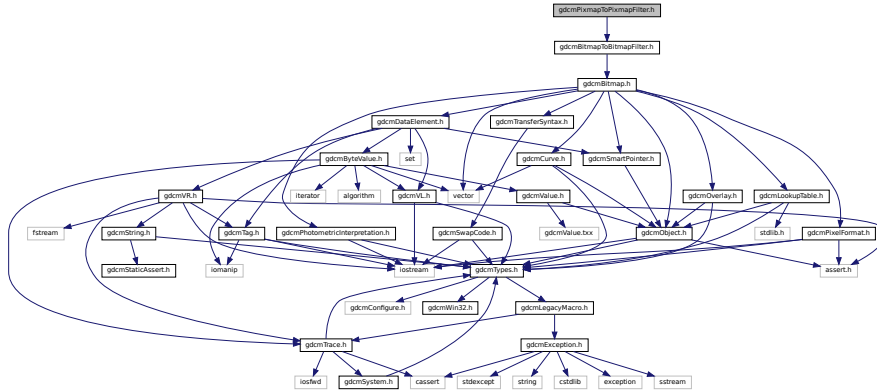 gdcmPixmapToPixmapFilter.h
gdcmBitmapToBitmapFilter.h
gdcmBitmap.h
gdcmDataElement.h
gdcmTransferSyntax.h
gdcmByteValue.h
set
gdcmCurve.h
gdcmSmartPointer.h
gdcmVR.h
iterator
algorithm
gdcmVL.h
vector
gdcmValue.h
gdcmOverlay.h
gdcmLookupTable.h
fstream
gdcmString.h
gdcmTag.h
gdcmPhotometricInterpretation.h
gdcmSwapCode.h
gdcmValue.txx
gdcmObject.h
stdlib.h
gdcmPixelFormat.h
gdcmStaticAssert.h
iomanip
iostream
gdcmTypes.h
assert.h
gdcmConfigure.h
gdcmWin32.h
gdcmLegacyMacro.h
gdcmTrace.h
gdcmException.h
iosfwd
gdcmSystem.h
cassert
stdexcept
string
cstdlib
exception
sstream